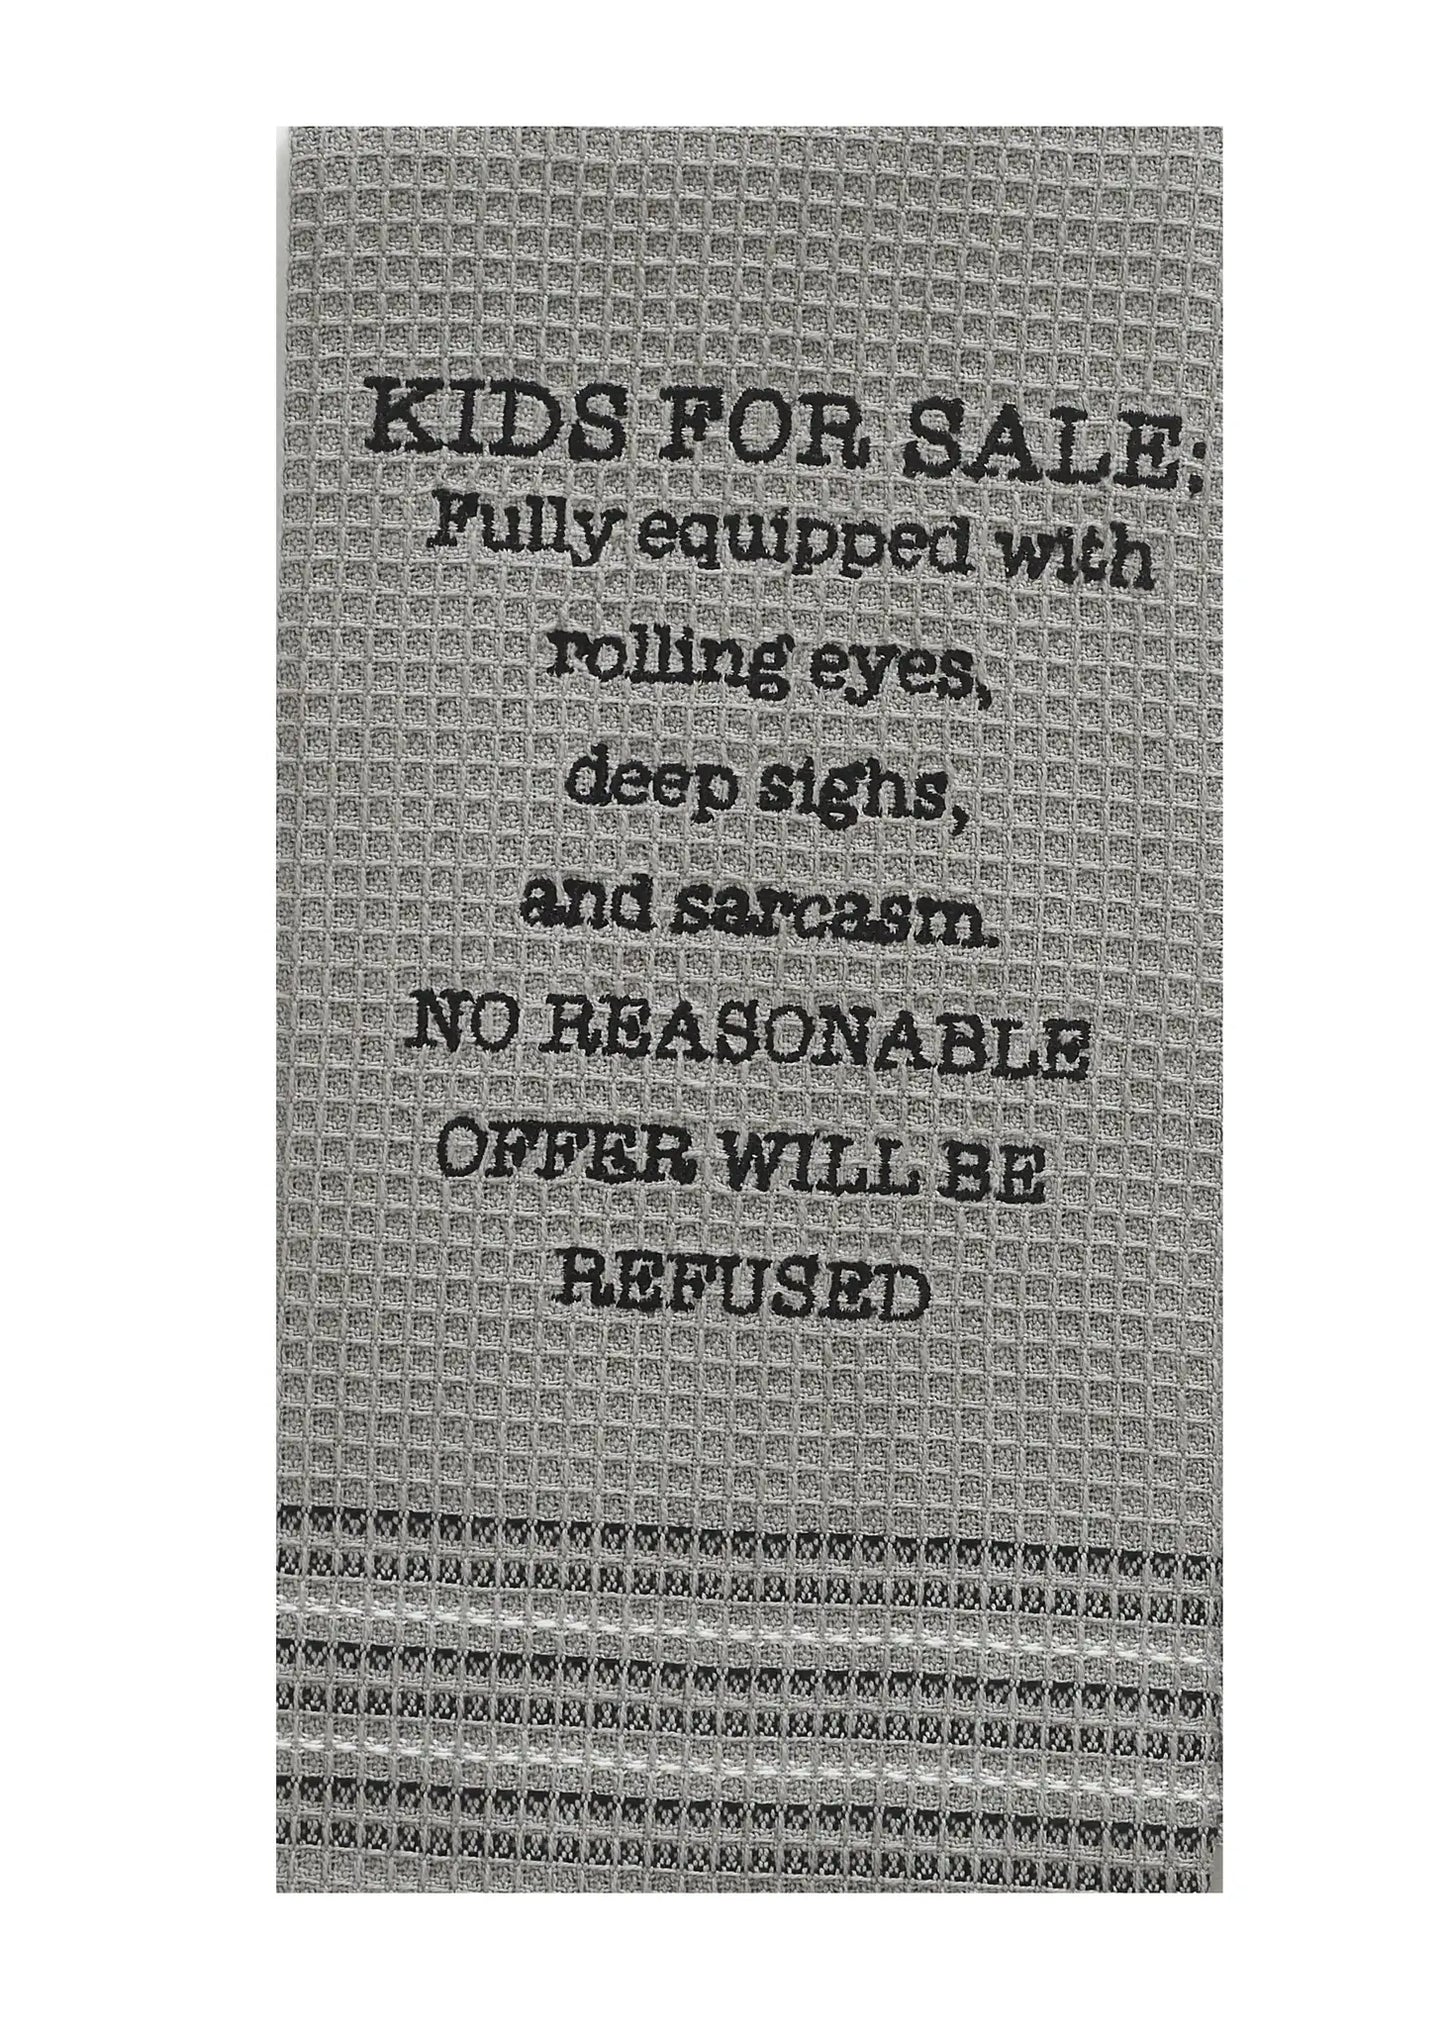 KIDS FOR SALE;
Fully equipped with
rolling eyes,
deep sighs,
and sarcasm.
NO REASONABLE
OFFER WILL BE
REFUSED